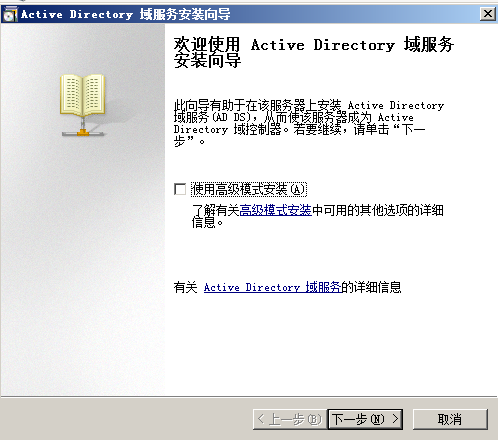 Active Directory 域服务安装向导
欢迎使用 Active Directory 域服务
安装向导
此向导有助于在该服务器上安装 Active Directory
域服务(AD DS)，从而使该服务器成为 Active
Directory 域控制器。若要继续，请单击“下一
步”。
使用高级模式安装(A)
了解有关高级模式安装中可用的其他选项的详细
信息。
有关 Active Directory 域服务的详细信息
< 上一步(B) 下一步(N) > 取消